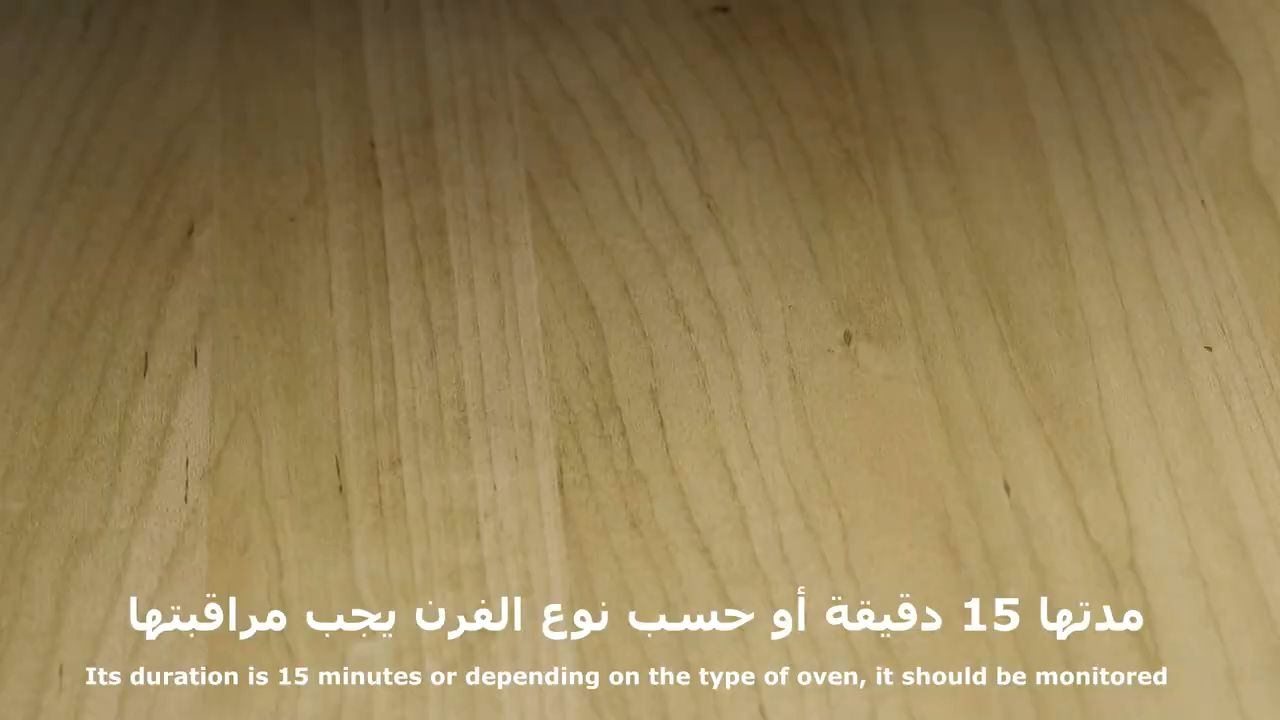 مدتها 15 دقيقة أو حسب نوع الفرن يجب مراقبتها
Its duration is 15 minutes or depending on the type of oven, it should be monitored